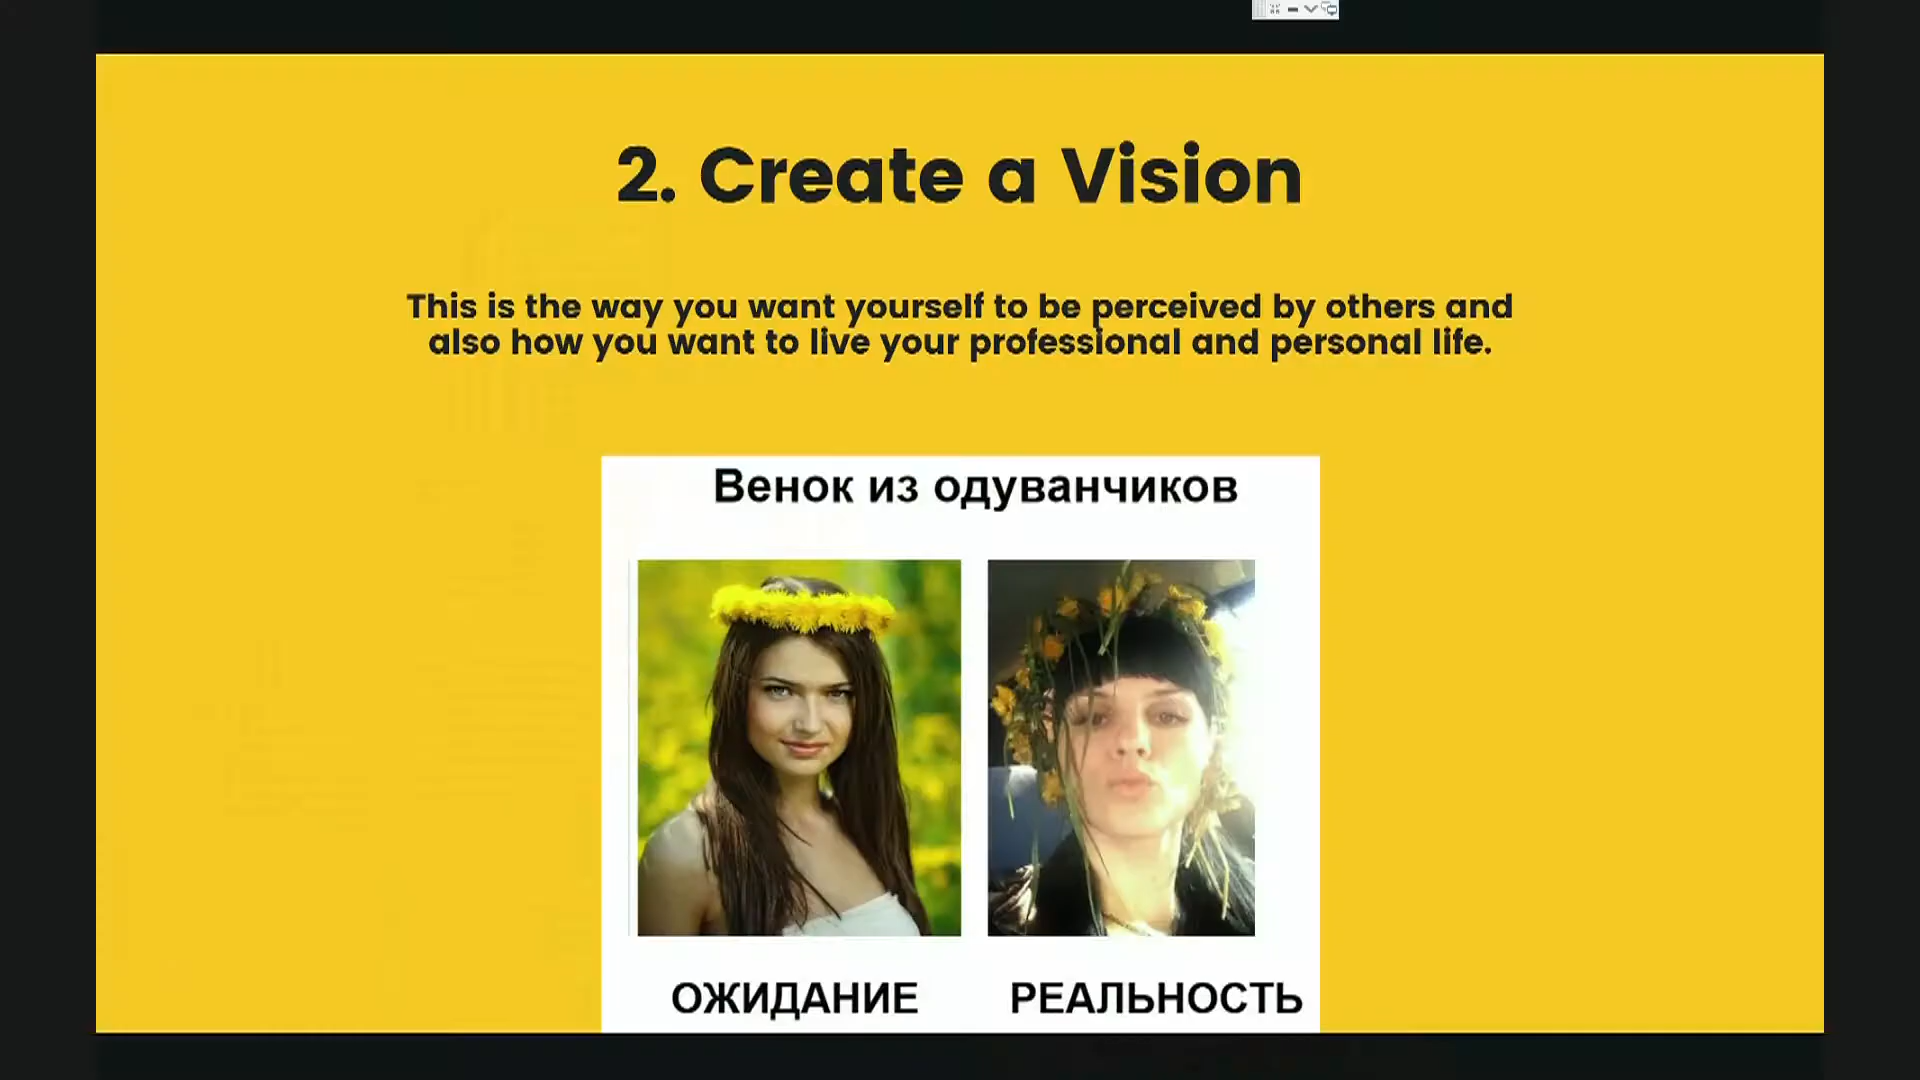 2. Create a Vision
This is the way you want yourself to be perceived by others and
also how you want to live your professional and personal life.
Венок из одуванчиков
ОЖИДАНИЕ РЕАЛЬНОСТЬ